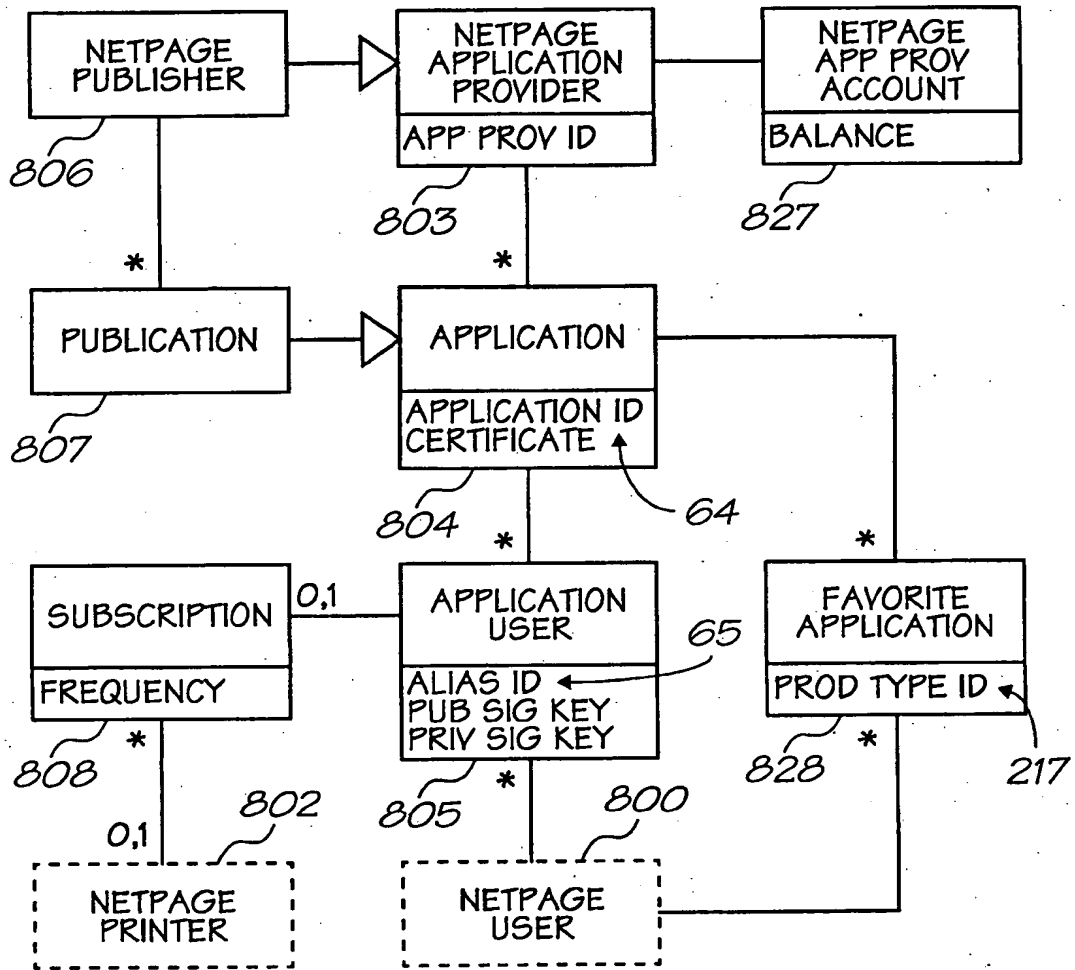 NETPAGE
PUBLISHER
NETPAGE
APPLICATION
PROVIDER
APP PROV ID
NETPAGE
APP PROV
ACCOUNT
BALANCE
806
803
827
*
*
PUBLICATION
APPLICATION
APPLICATION ID
CERTIFICATE
807
804
64
*
*
SUBSCRIPTION
FREQUENCY
0,1
APPLICATION
USER
ALIAS ID
PUB SIG KEY
PRIV SIG KEY
65
FAVORITE
APPLICATION
PROD TYPE ID
808
*
805
*
828
*
217
0,1
802
800
NETPAGE
PRINTER
NETPAGE
USER